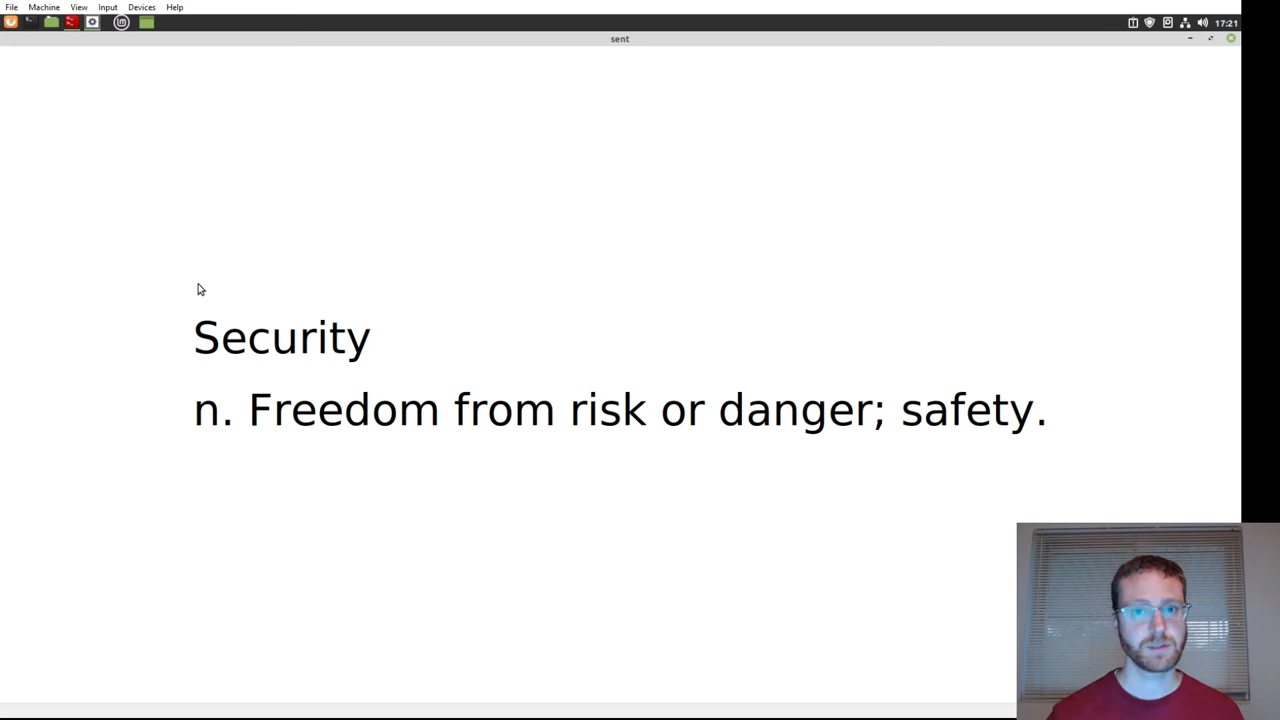 File Machine View Input Devices Help
17:21
sent
Security
n. Freedom from risk or danger; safety.